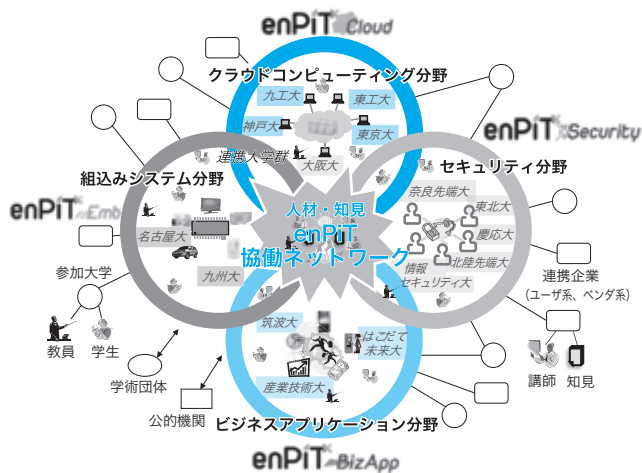 enPiT Cloud
クラウドコンピューティング分野
九工大
東工大
神戸大
東京大
連携大学群
大阪大
enPiT Security
セキュリティ分野
組込みシステム分野
奈良先端大
東北大
enPiT Emb
人材・知見
enPiT
協働ネットワーク
名古屋大
慶応大
北陸先端大
九州大
情報
セキュリティ大
参加大学
連携企業
(ユーザ系、ベンダ系)
筑波大
はこだて
未来大
教員
学生
学術団体
産業技術大
講師
知見
公的機関
ビジネスアプリケーション分野
enPiT BizApp